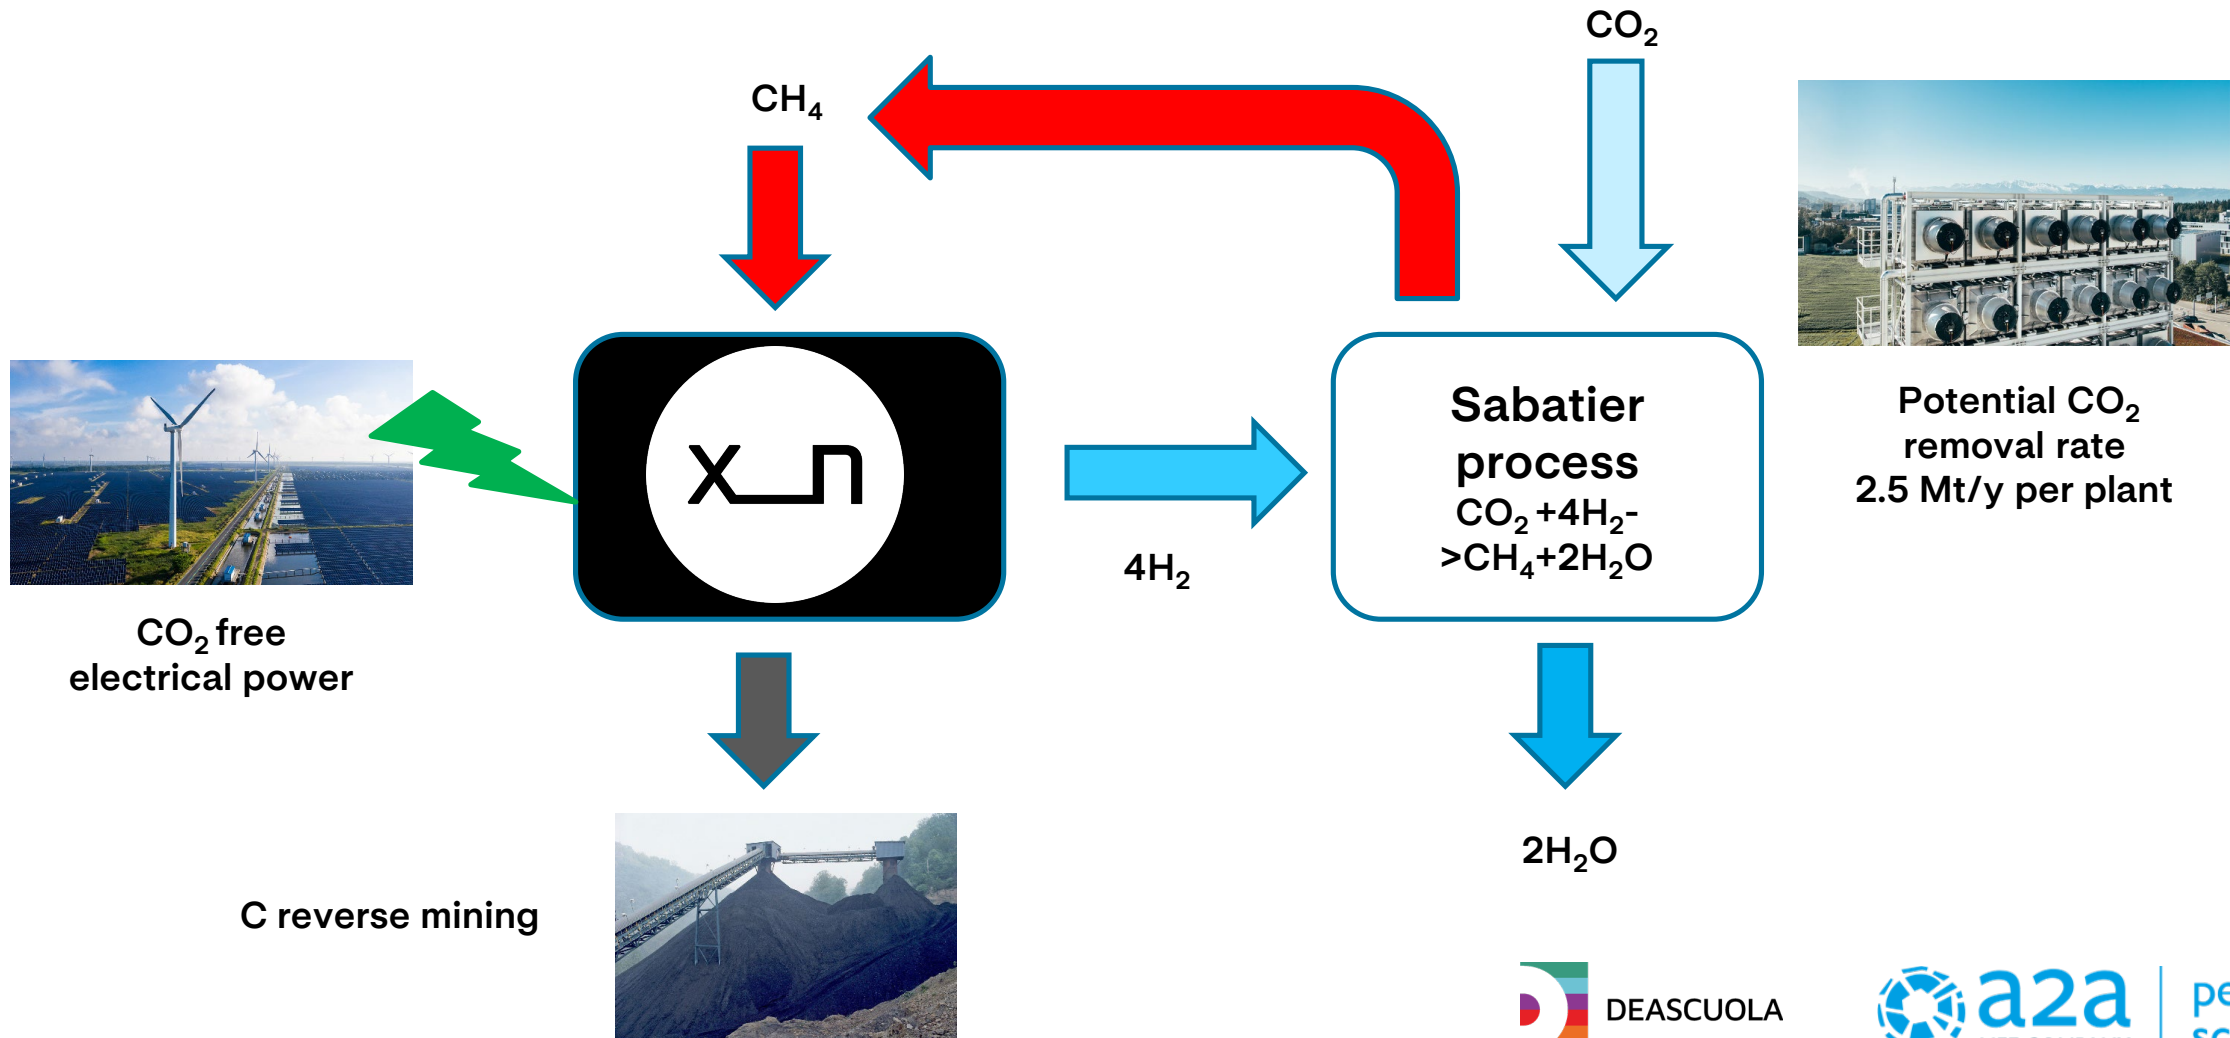 CO₂
CH₄
x_n
Sabatier
process
CO₂ +4H₂-
>CH₄+2H₂O
4H₂
Potential CO₂
removal rate
2.5 Mt/y per plant
CO₂ free
electrical power
2H₂O
C reverse mining
DEASCUOLA
a2a